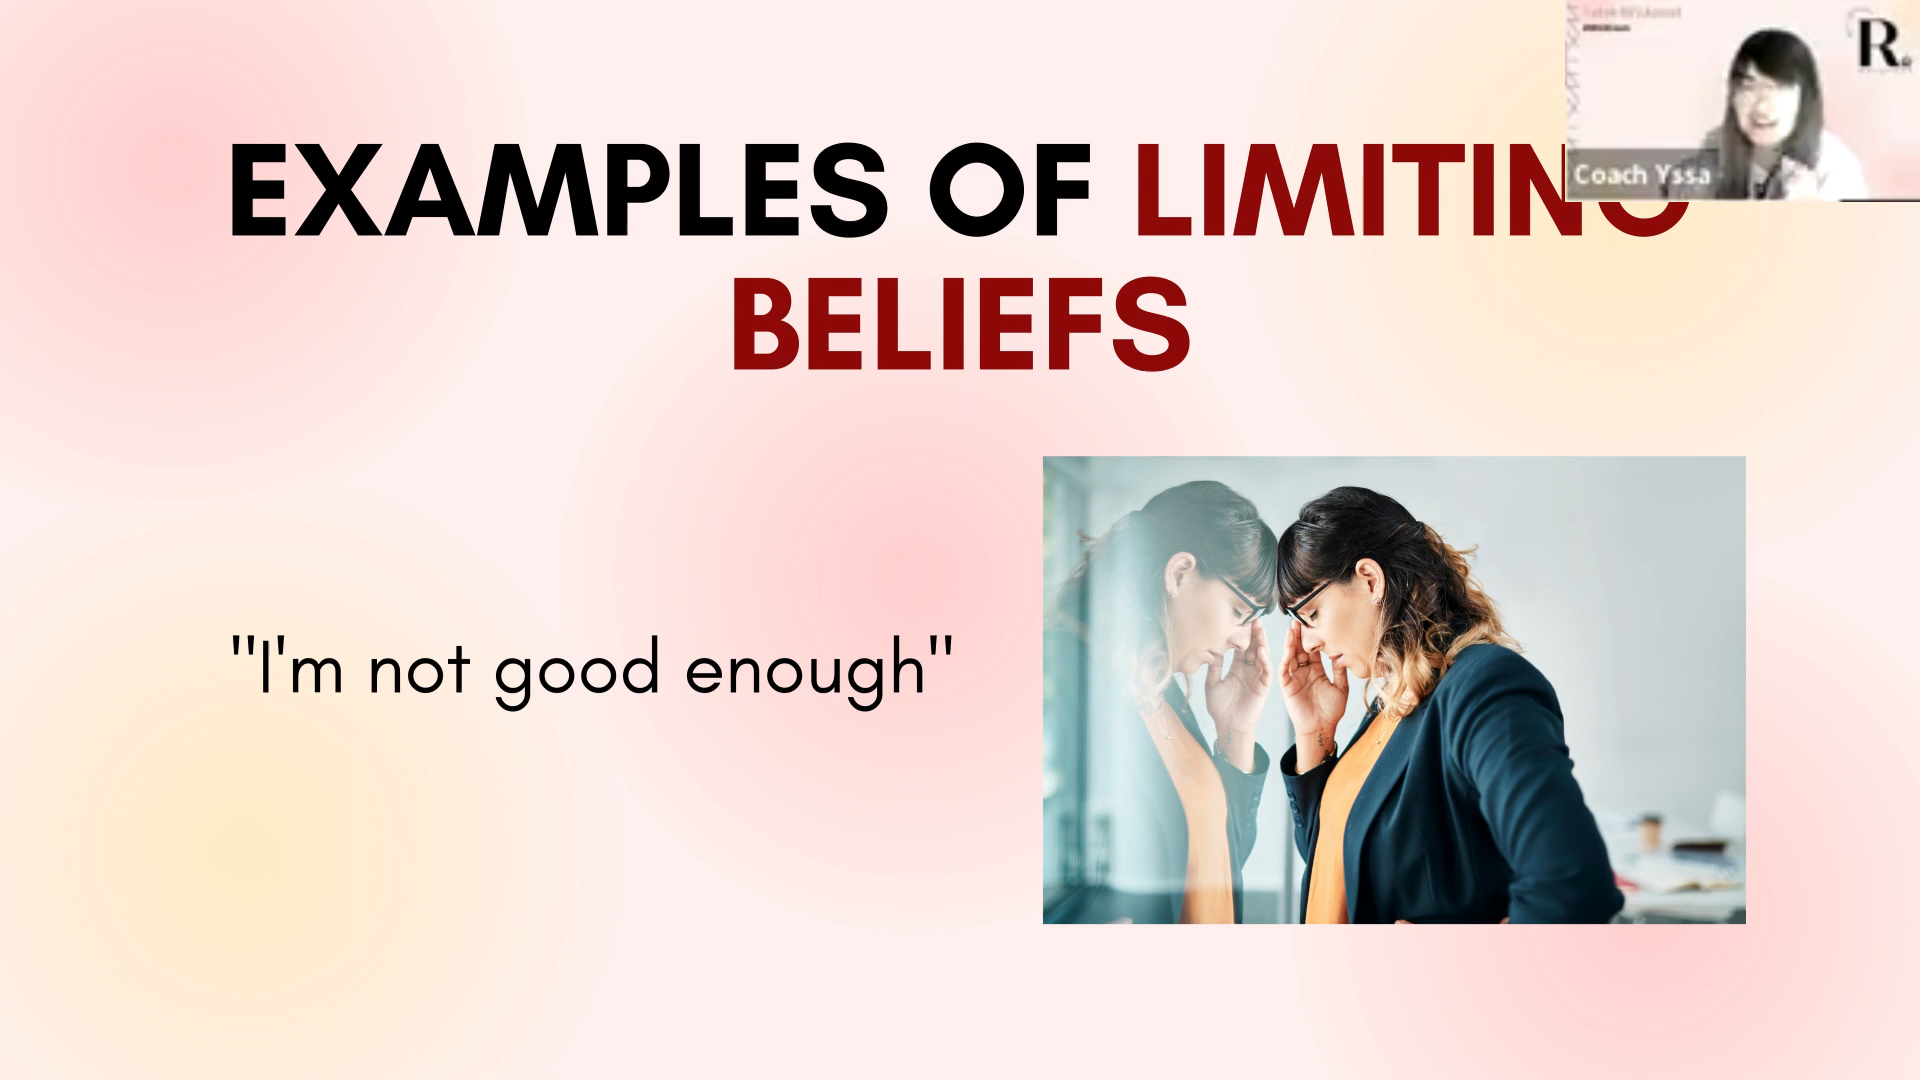 EXAMPLES OF LIMITING
BELIEFS
"I'm not good enough"
R.
Coach Yssa